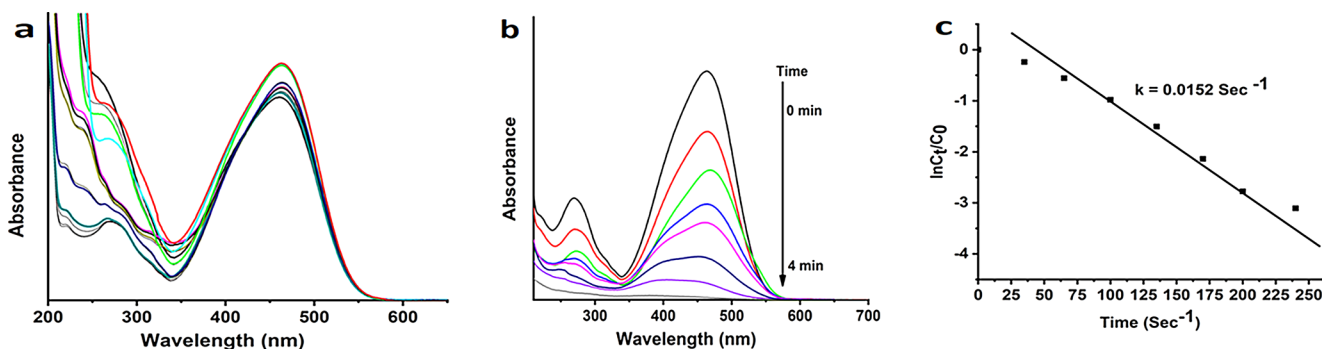 a
Absorbance
200
300
400
500
600
Wavelength (nm)
b
Absorbance
Time
0 min
4 min
300
400
500
600
700
Wavelength (nm)
c
lnCt/C0
0
-1
-2
-3
-4
k = 0.0152 Sec -1
0
25
50
75
100
125
150
175
200
225
250
Time (Sec-1)